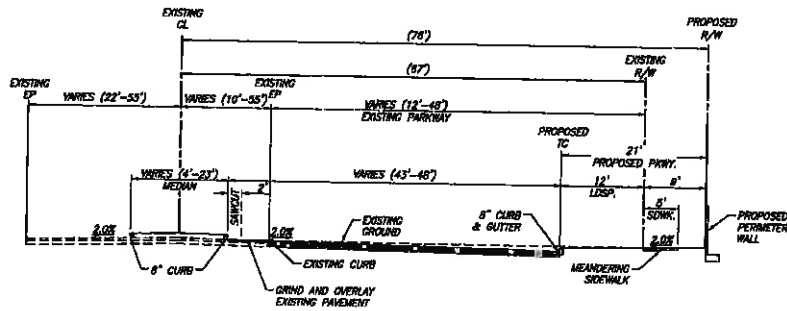 EXISTING
CL
PROPOSED
R/W
(76')
EXISTING
R/W
(67')
EXISTING
EP
EXISTING
EP
VARIES (22'-55')
VARIES (10'-55')
VARIES (12'-48')
EXISTING PARKWAY
PROPOSED
TC
21'
PROPOSED PKWY.
VARIES (4'-23')
MEDIAN
2'
SAWCUT
VARIES (43'-48')
12'
LDSP.
9'
5'
SDWK.
PROPOSED
PERIMETER
WALL
2.0%
2.0%
EXISTING
GROUND
8" CURB
& GUTTER
2.0%
8" CURB
EXISTING CURB
MEANDERING
SIDEWALK
GRIND AND OVERLAY
EXISTING PAVEMENT